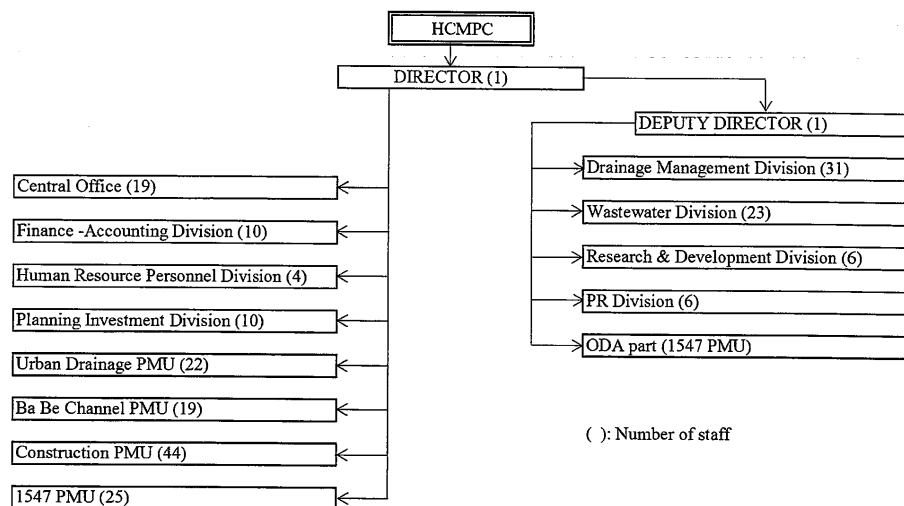 HCMPC
DIRECTOR (1)
DEPUTY DIRECTOR (1)
Central Office (19)
Finance -Accounting Division (10)
Human Resource Personnel Division (4)
Planning Investment Division (10)
Urban Drainage PMU (22)
Ba Be Channel PMU (19)
Construction PMU (44)
1547 PMU (25)
Drainage Management Division (31)
Wastewater Division (23)
Research & Development Division (6)
PR Division (6)
ODA part (1547 PMU)
( ): Number of staff